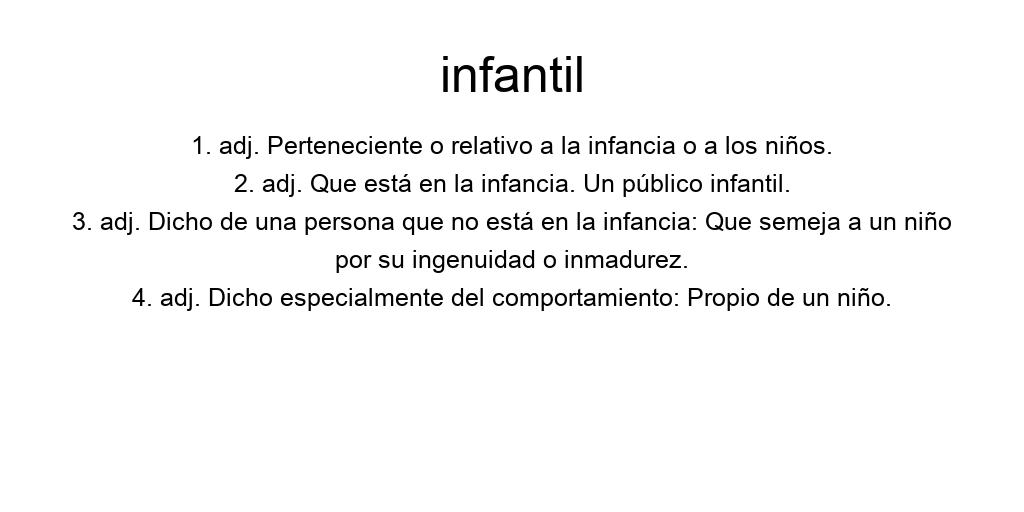 infantil
1. adj. Perteneciente o relativo a la infancia o a los niños.
2. adj. Que está en la infancia. Un público infantil.
3. adj. Dicho de una persona que no está en la infancia: Que semeja a un niño
por su ingenuidad o inmadurez.
4. adj. Dicho especialmente del comportamiento: Propio de un niño.